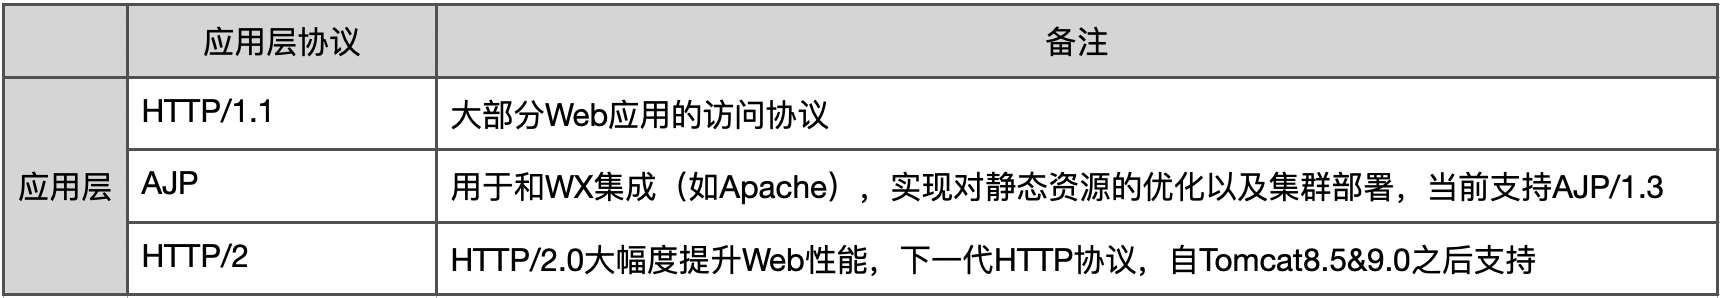 应用层协议 备注
应用层
HTTP/1.1 大部分Web应用的访问协议
AJP 用于和WX集成（如Apache），实现对静态资源的优化以及集群部署，当前支持AJP/1.3
HTTP/2 HTTP/2.0大幅度提升Web性能，下一代HTTP协议，自Tomcat8.5&9.0之后支持